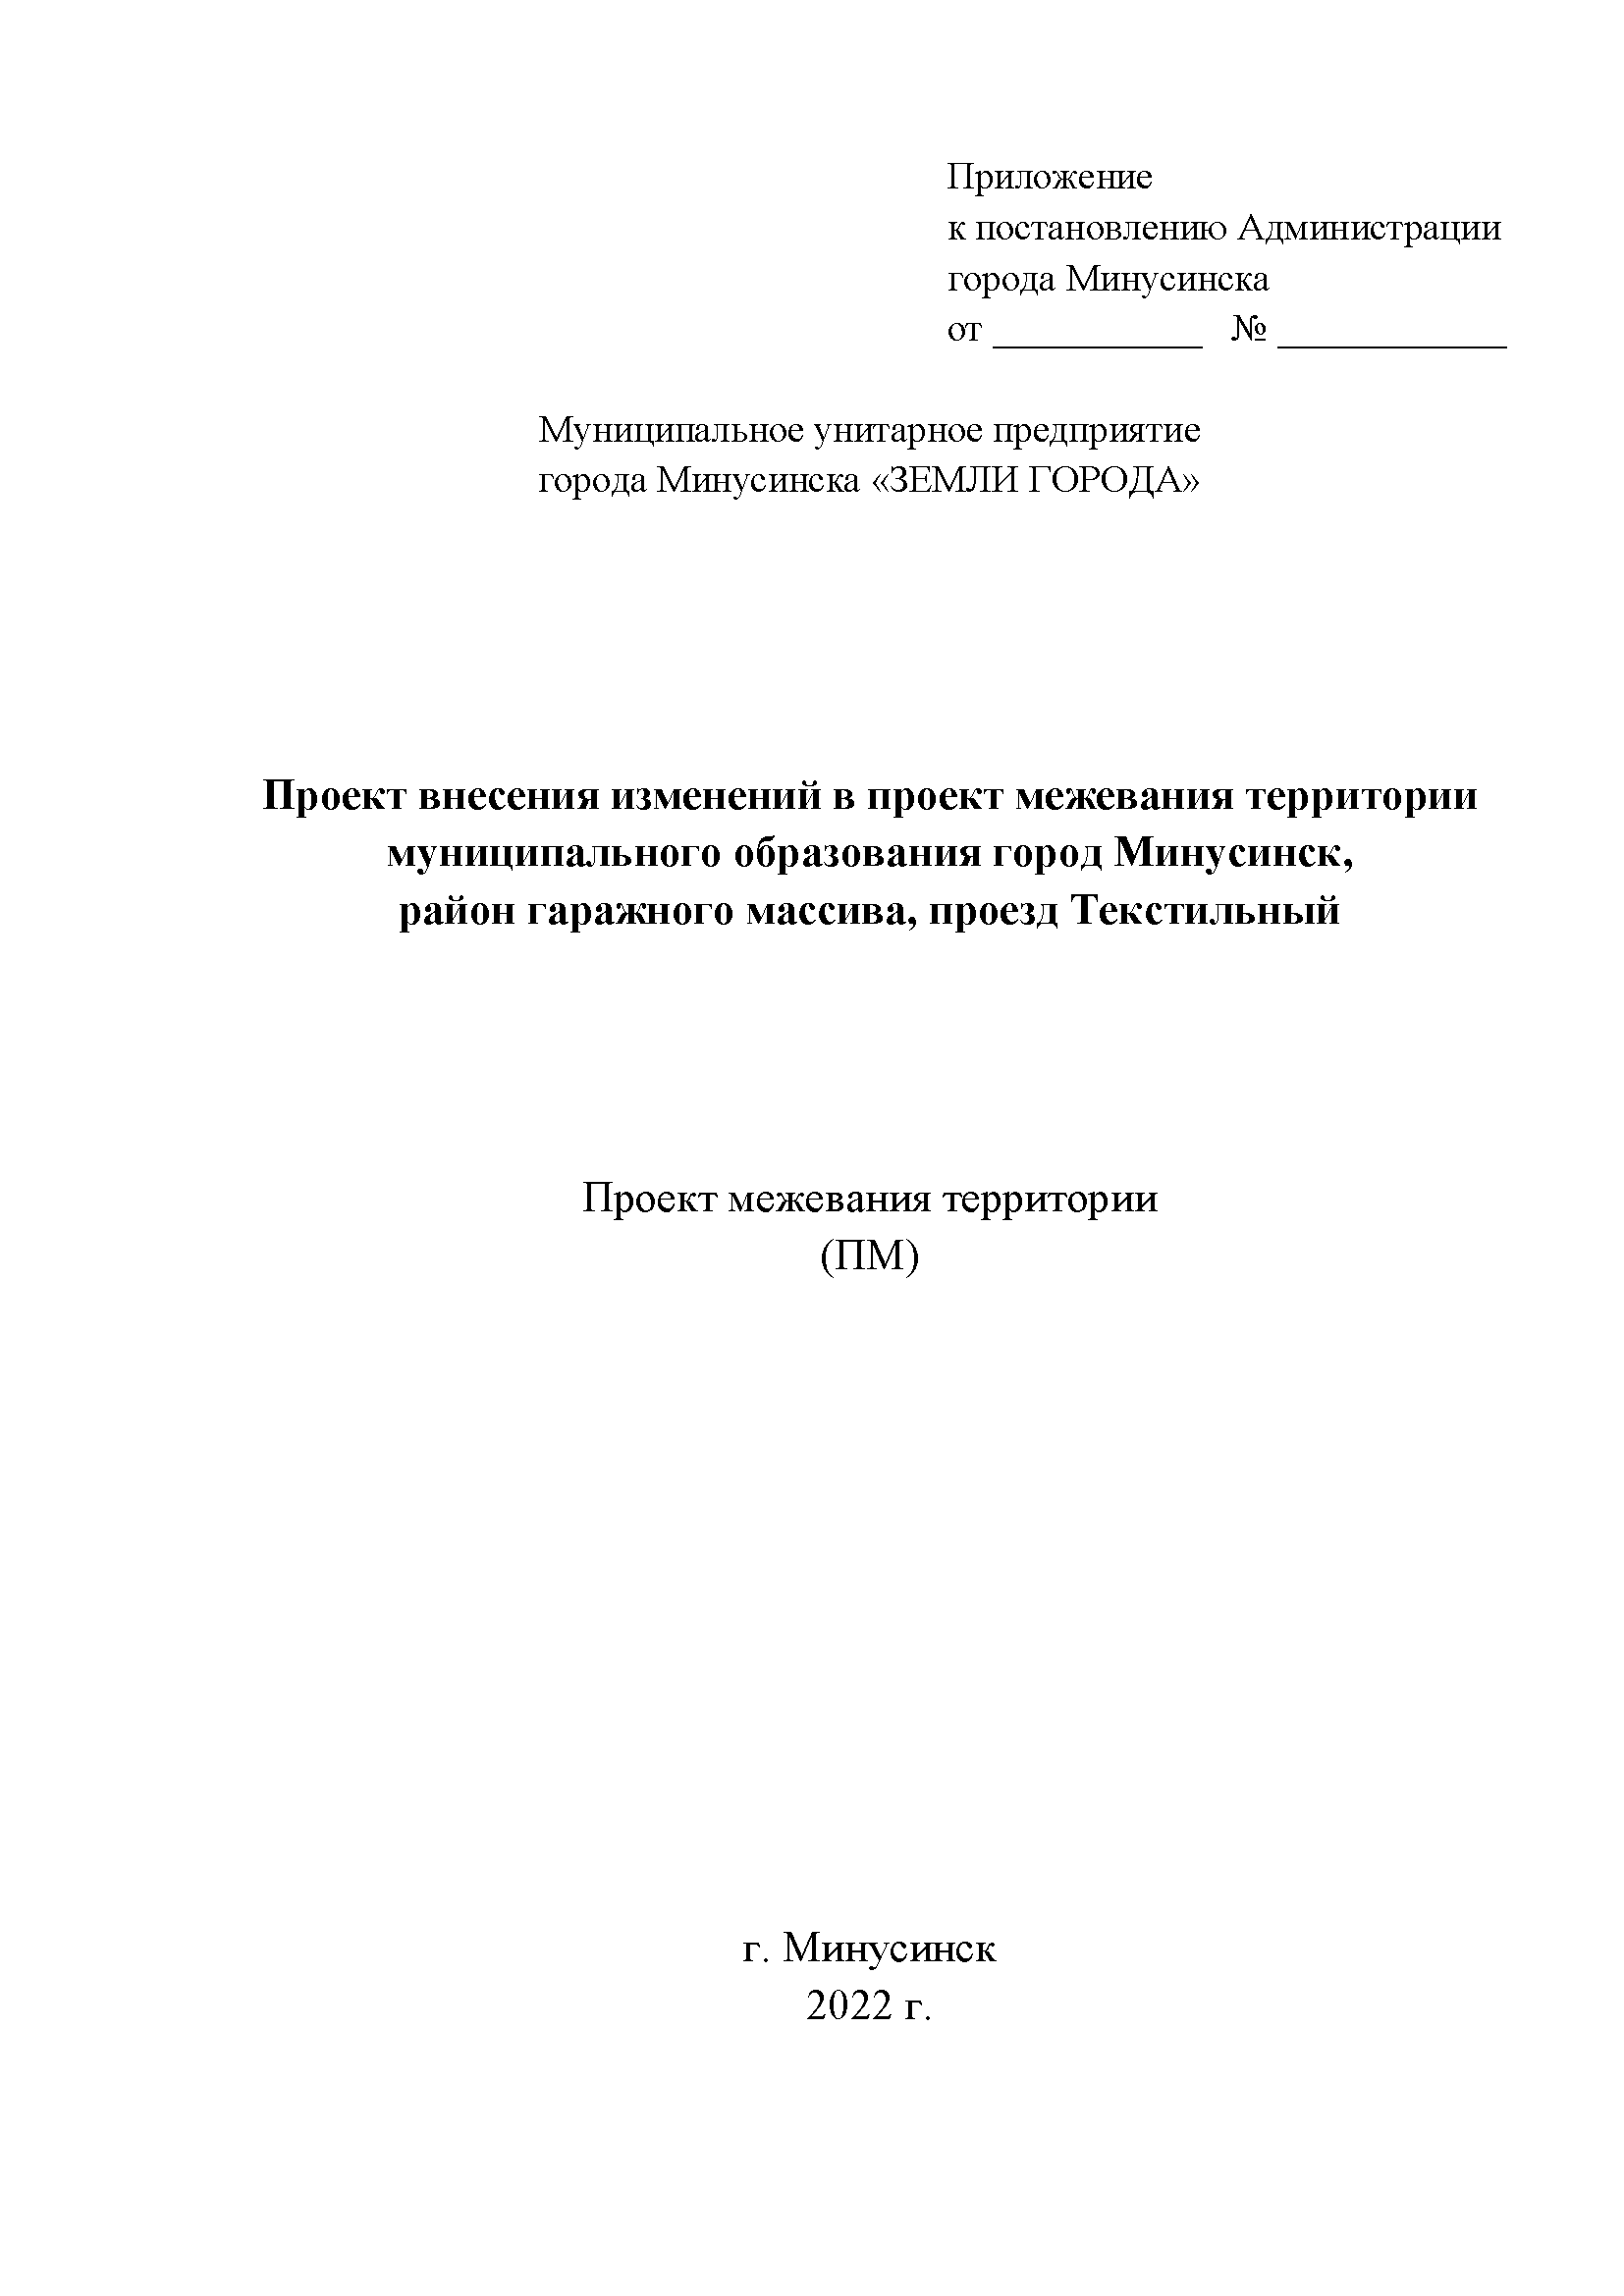 Приложение
к постановлению Администрации
города Минусинска
от ___________ № ____________
Муниципальное унитарное предприятие
города Минусинска «ЗЕМЛИ ГОРОДА»
Проект внесения изменений в проект межевания территории
муниципального образования город Минусинск,
район гаражного массива, проезд Текстильный
Проект межевания территории
(ПМ)
г. Минусинск
2022 г.